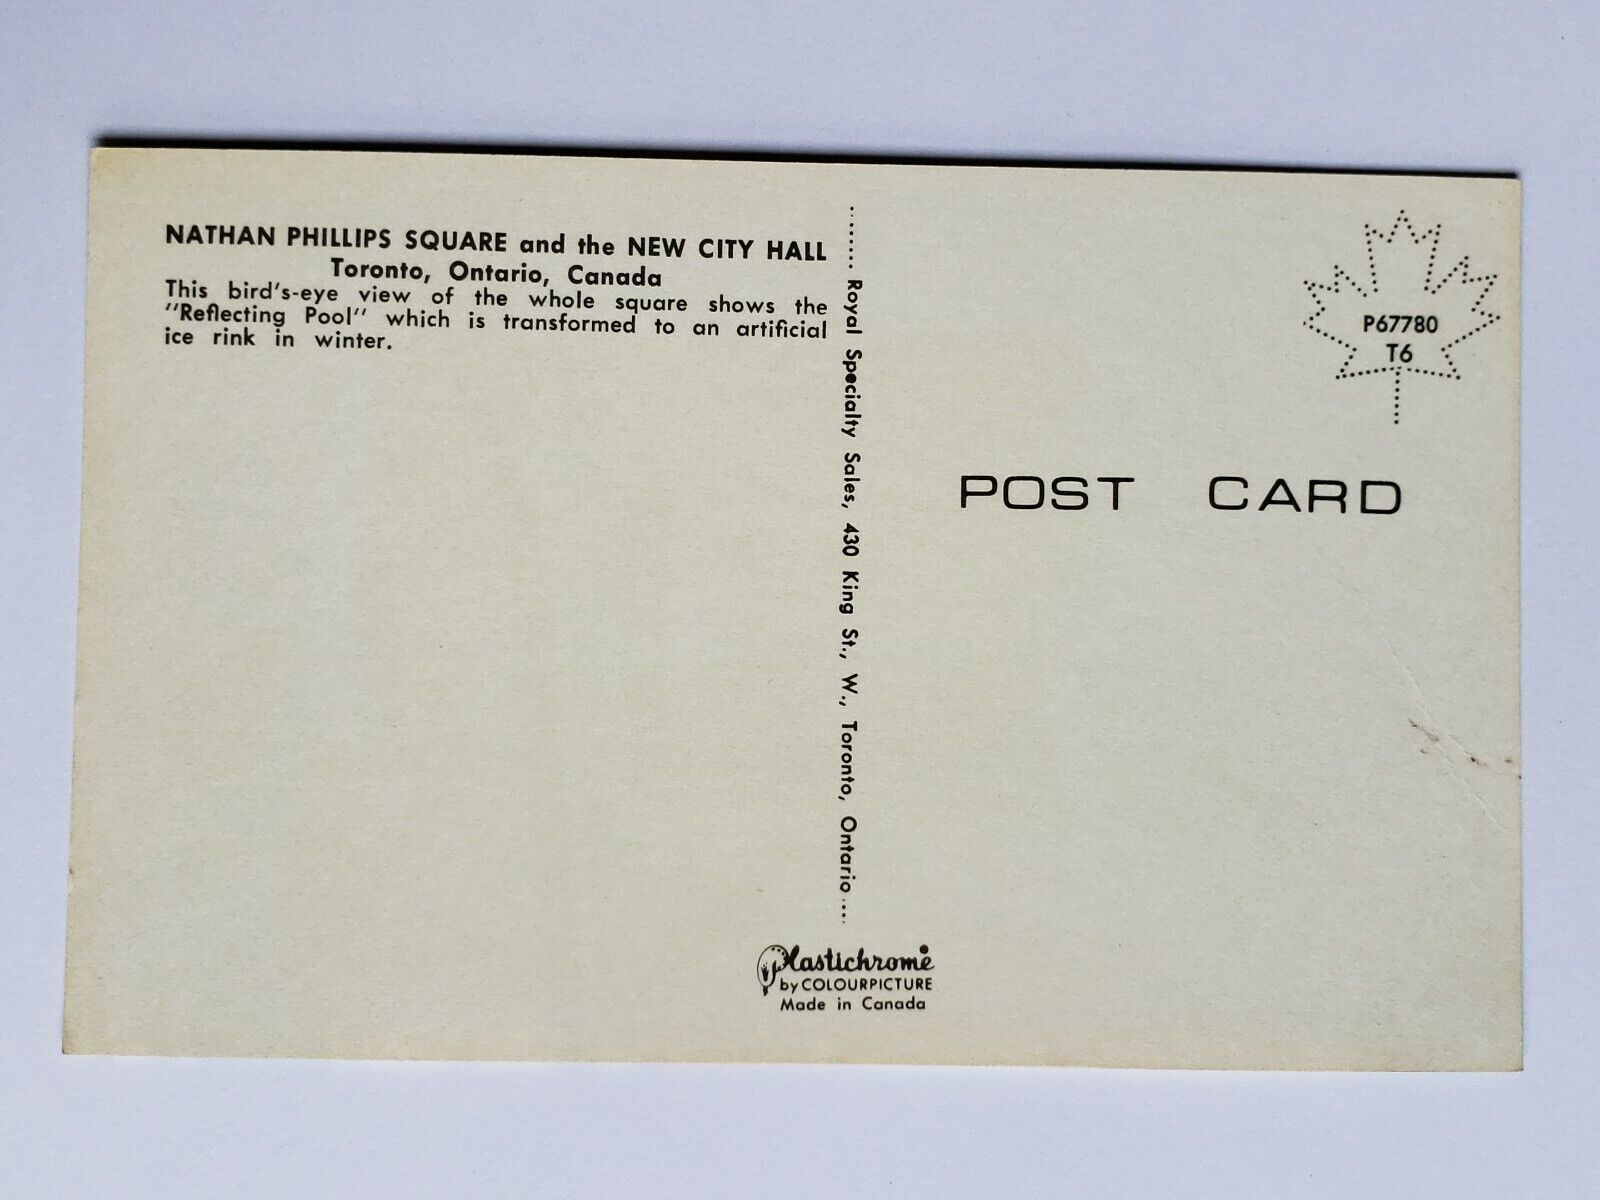 NATHAN PHILLIPS SQUARE and the NEW CITY HALL
Toronto, Ontario, Canada
This bird's-eye view of the whole square shows the
"Reflecting Pool" which is transformed to an artificial
ice rink in winter.
Royal Specialty Sales, 430 King St., W., Toronto, Ontario
P67780
T6
POST CARD
Plastichrome
by COLOURPICTURE
Made in Canada